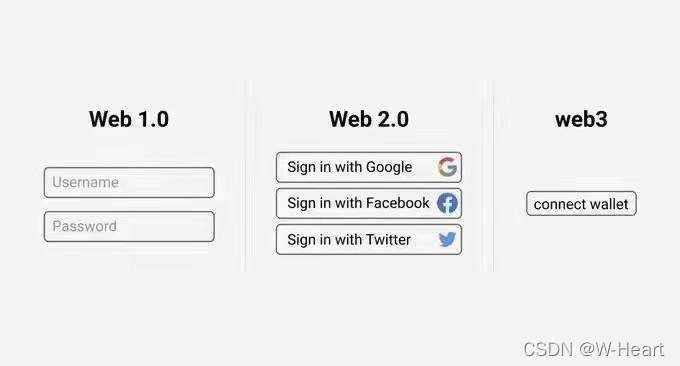 Web 1.0
Username
Password
Web 2.0
Sign in with Google
Sign in with Facebook
Sign in with Twitter
web3
connect wallet
CSDN @W-Heart